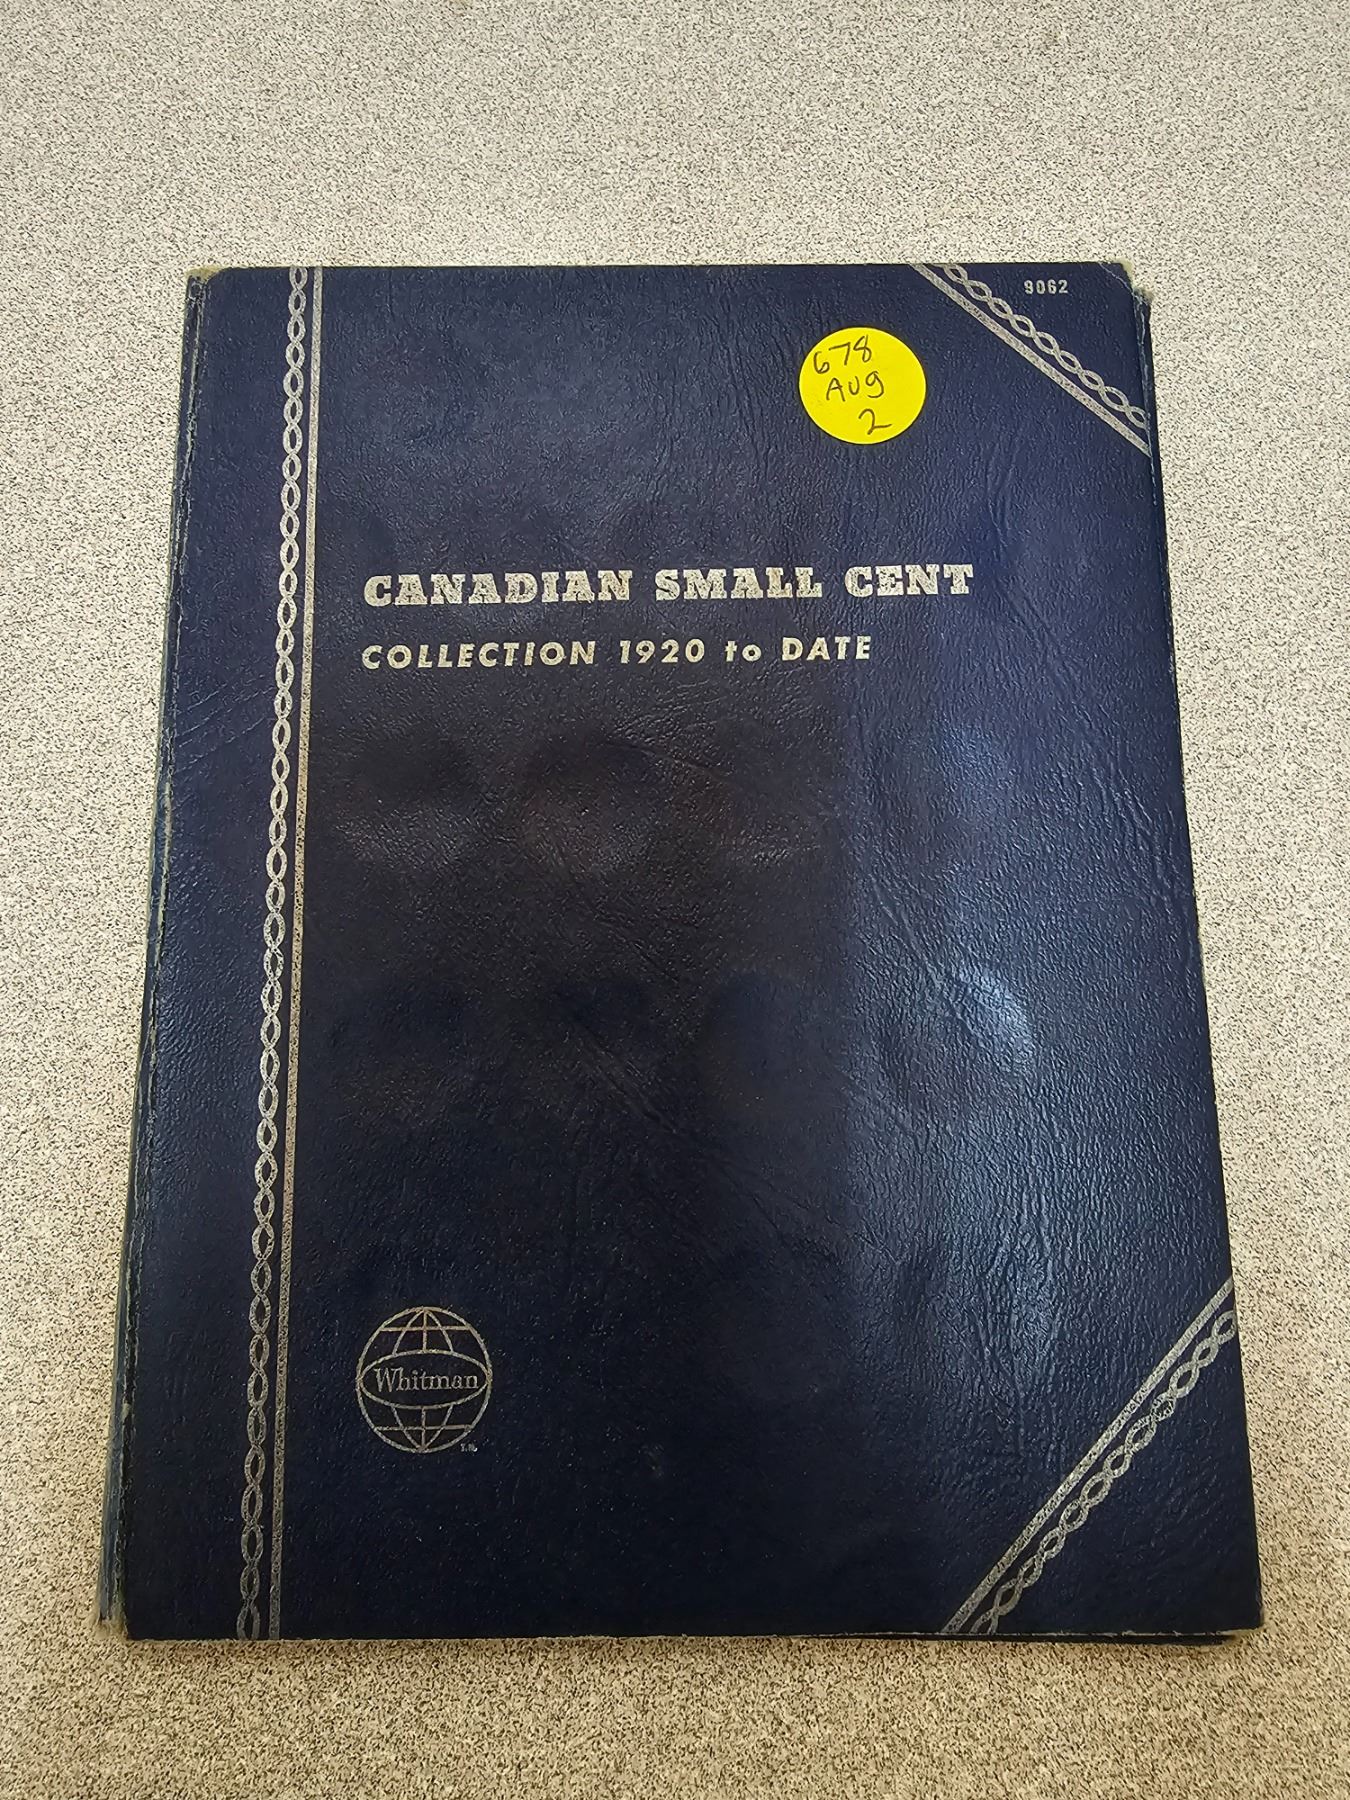 9062
678
Aug
2
CANADIAN SMALL CENT
COLLECTION 1920 to DATE
Whitman
T.M.